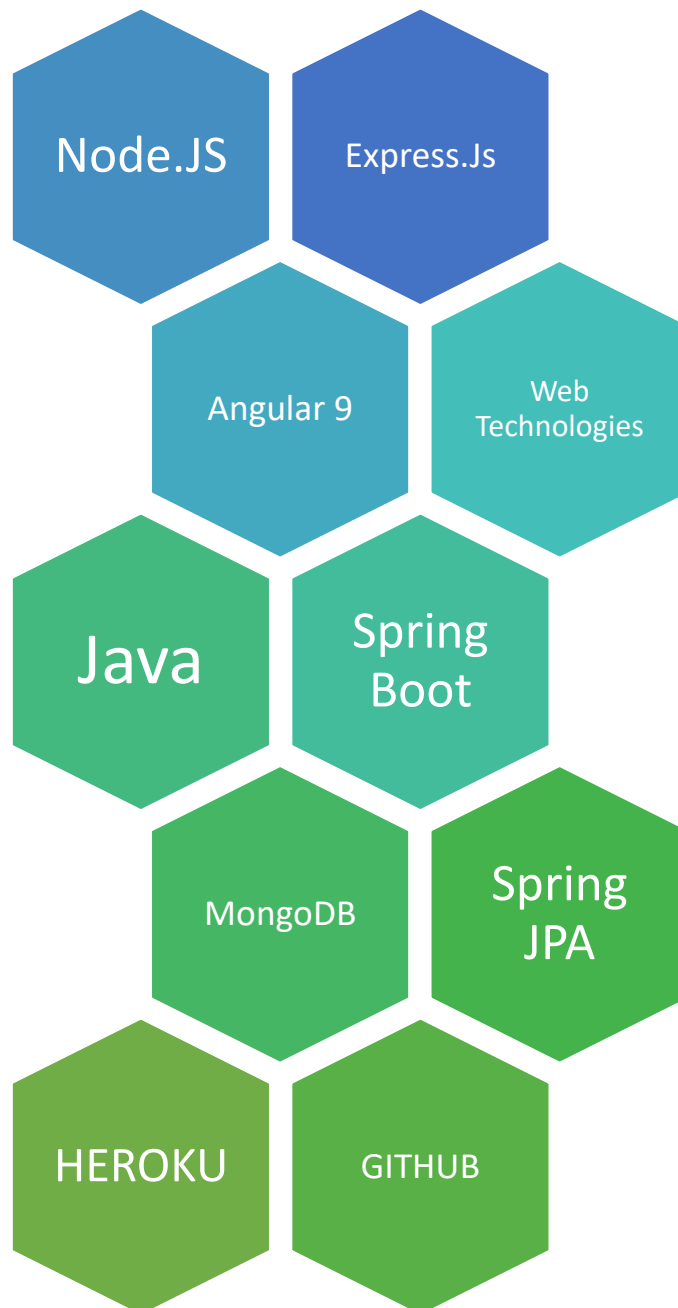 Node.JS
Express.Js
Angular 9
Web
Technologies
Java
Spring
Boot
MongoDB
Spring
JPA
HEROKU
GITHUB